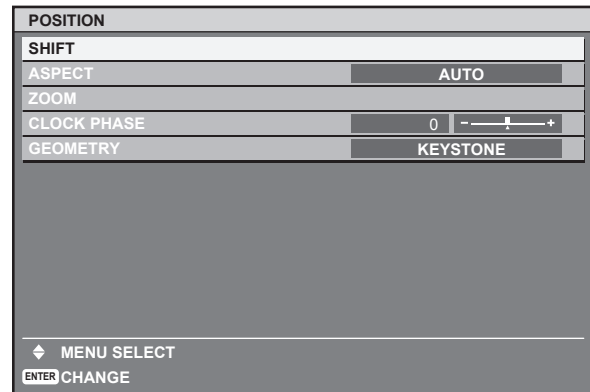 POSITION
SHIFT
ASPECT AUTO
ZOOM
CLOCK PHASE 0 - +
GEOMETRY KEYSTONE
MENU SELECT
ENTER CHANGE